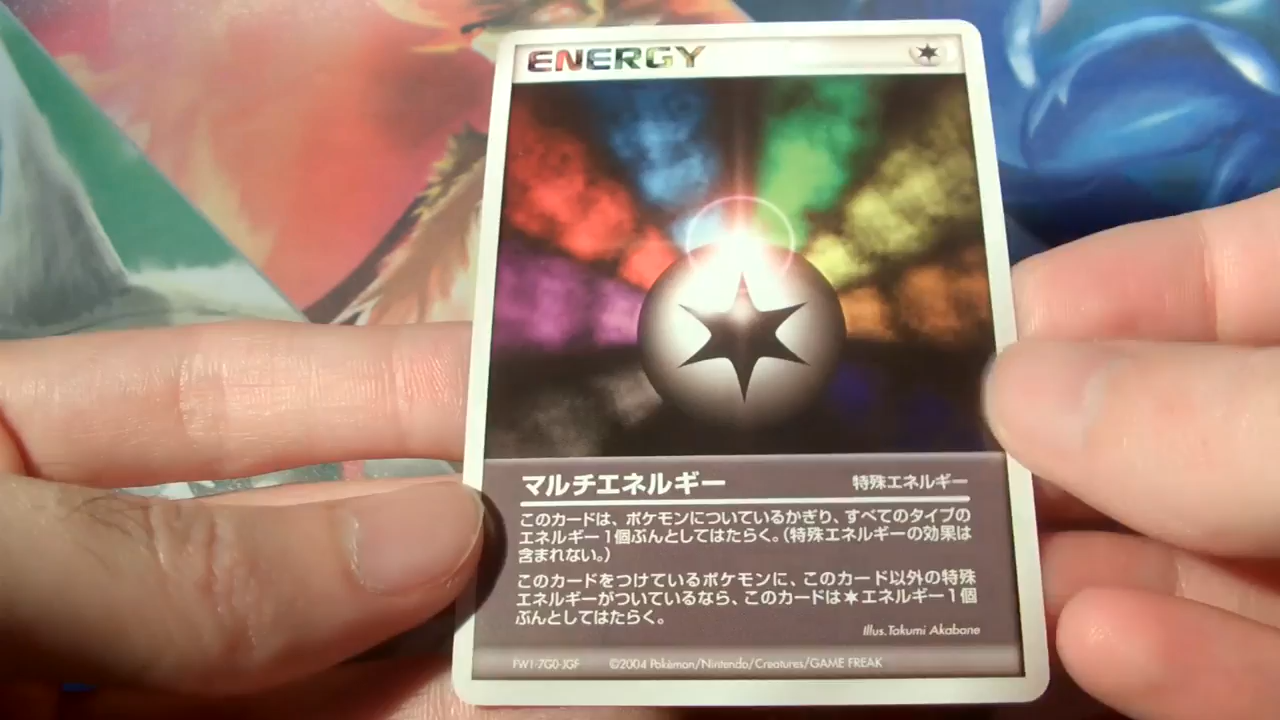 ENERGY
マルチエネルギー 特殊エネルギー
このカードは、ポケモンについているかぎり、すべてのタイプの
エネルギー1個ぶんとしてはたらく。(特殊エネルギーの効果は
含まれない。)
このカードをつけているポケモンに、このカード以外の特殊
エネルギーがついているなら、このカードは★エネルギー1個
ぶんとしてはたらく。
Illus. Takumi Akabane
FW1-7G0-JGF ©2004 Pokémon/Nintendo/Creatures/GAME FREAK